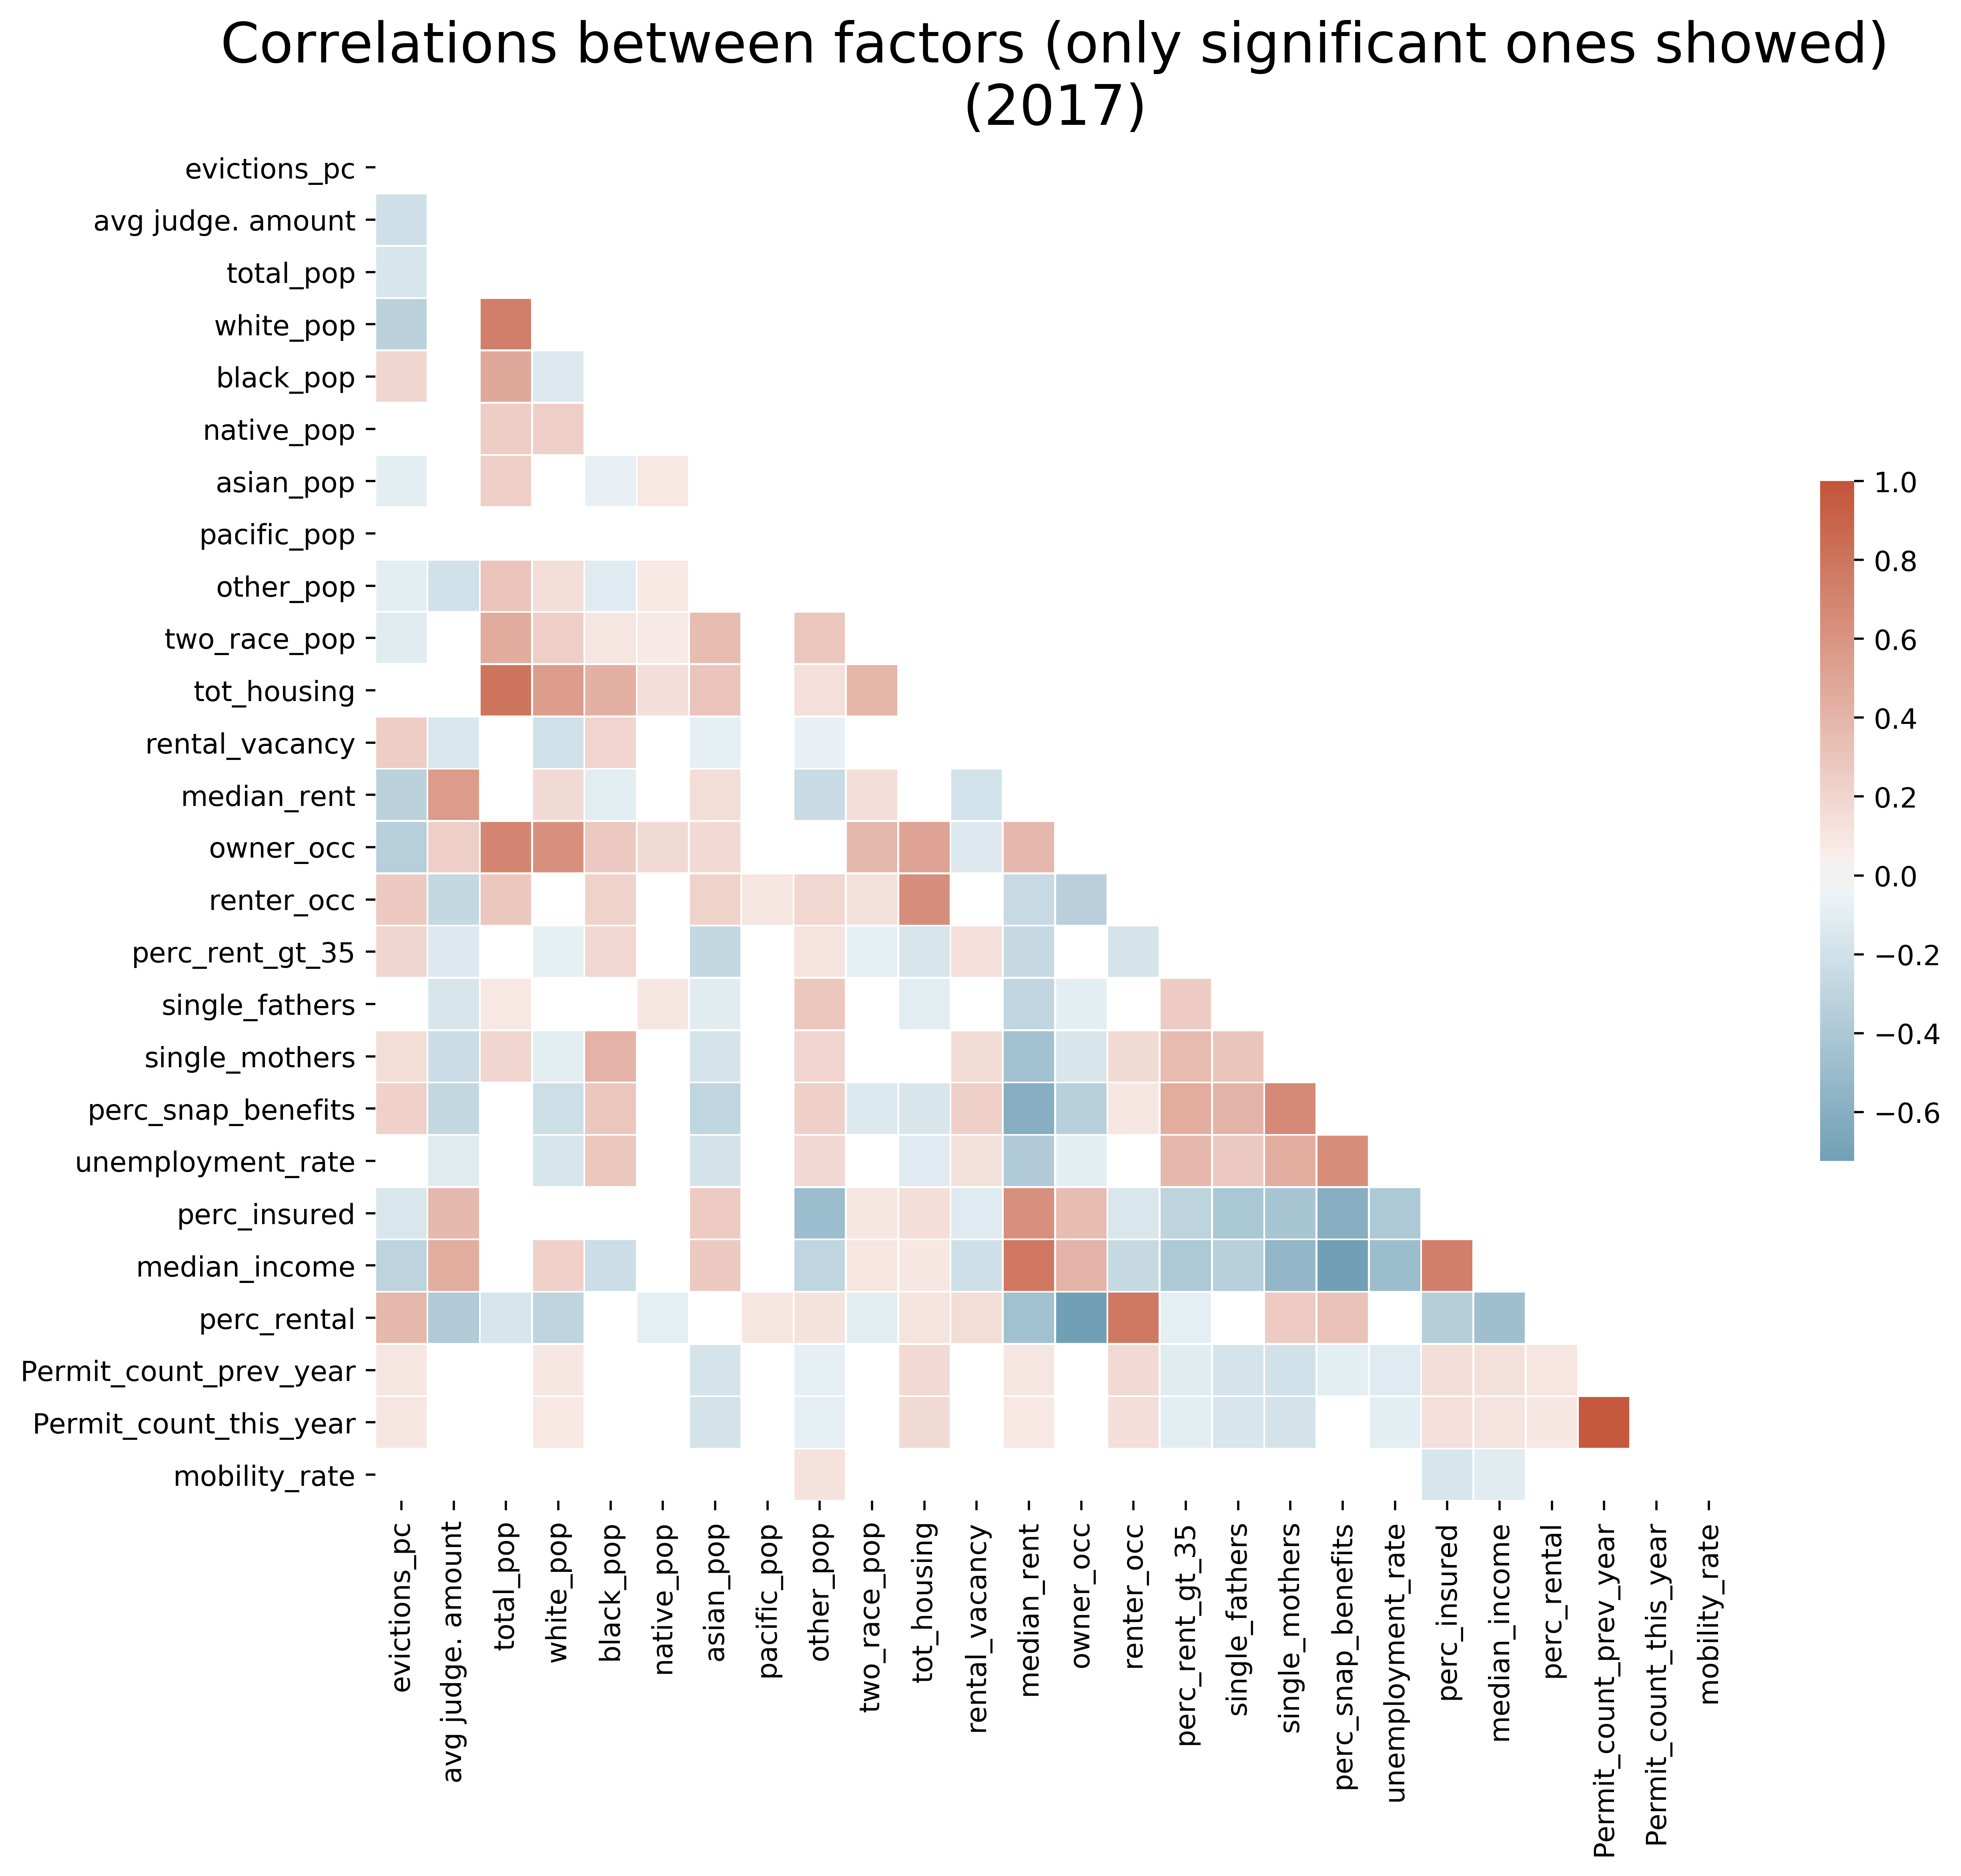 Correlations between factors (only significant ones showed)
(2017)
evictions_pc
avg judge. amount
total_pop
white_pop
black_pop
native_pop
asian_pop
pacific_pop
other_pop
two_race_pop
tot_housing
rental_vacancy
median_rent
owner_occ
renter_occ
perc_rent_gt_35
single_fathers
single_mothers
perc_snap_benefits
unemployment_rate
perc_insured
median_income
perc_rental
Permit_count_prev_year
Permit_count_this_year
mobility_rate
evictions_pc
avg judge. amount
total_pop
white_pop
black_pop
native_pop
asian_pop
pacific_pop
other_pop
two_race_pop
tot_housing
rental_vacancy
median_rent
owner_occ
renter_occ
perc_rent_gt_35
single_fathers
single_mothers
perc_snap_benefits
unemployment_rate
perc_insured
median_income
perc_rental
Permit_count_prev_year
Permit_count_this_year
mobility_rate
1.0
0.8
0.6
0.4
0.2
0.0
−0.2
−0.4
−0.6